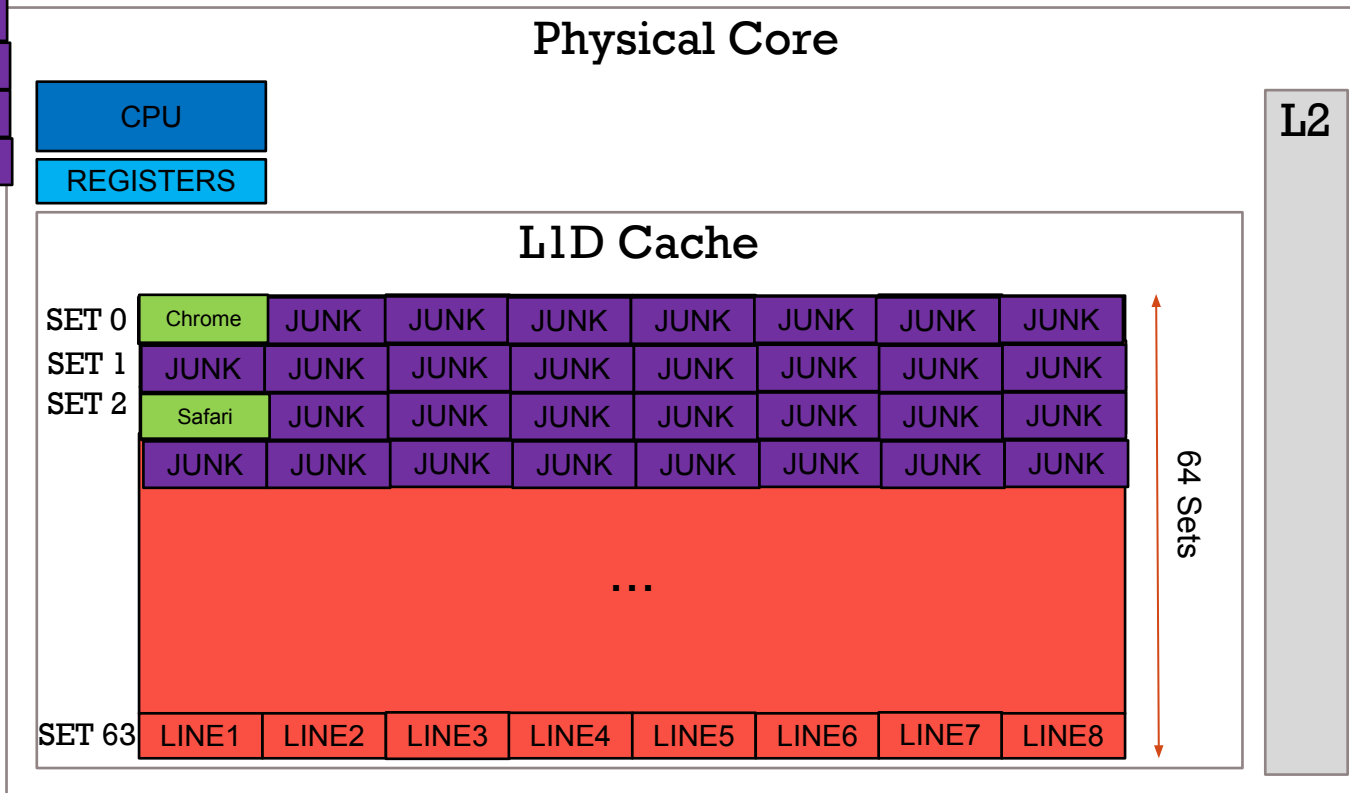 Physical Core
CPU
L2
REGISTERS
L1D Cache
SET 0 Chrome JUNK JUNK JUNK JUNK JUNK JUNK JUNK
SET 1 JUNK JUNK JUNK JUNK JUNK JUNK JUNK JUNK
SET 2 Safari JUNK JUNK JUNK JUNK JUNK JUNK JUNK
JUNK JUNK JUNK JUNK JUNK JUNK JUNK JUNK
64 Sets
...
SET 63 LINE1 LINE2 LINE3 LINE4 LINE5 LINE6 LINE7 LINE8